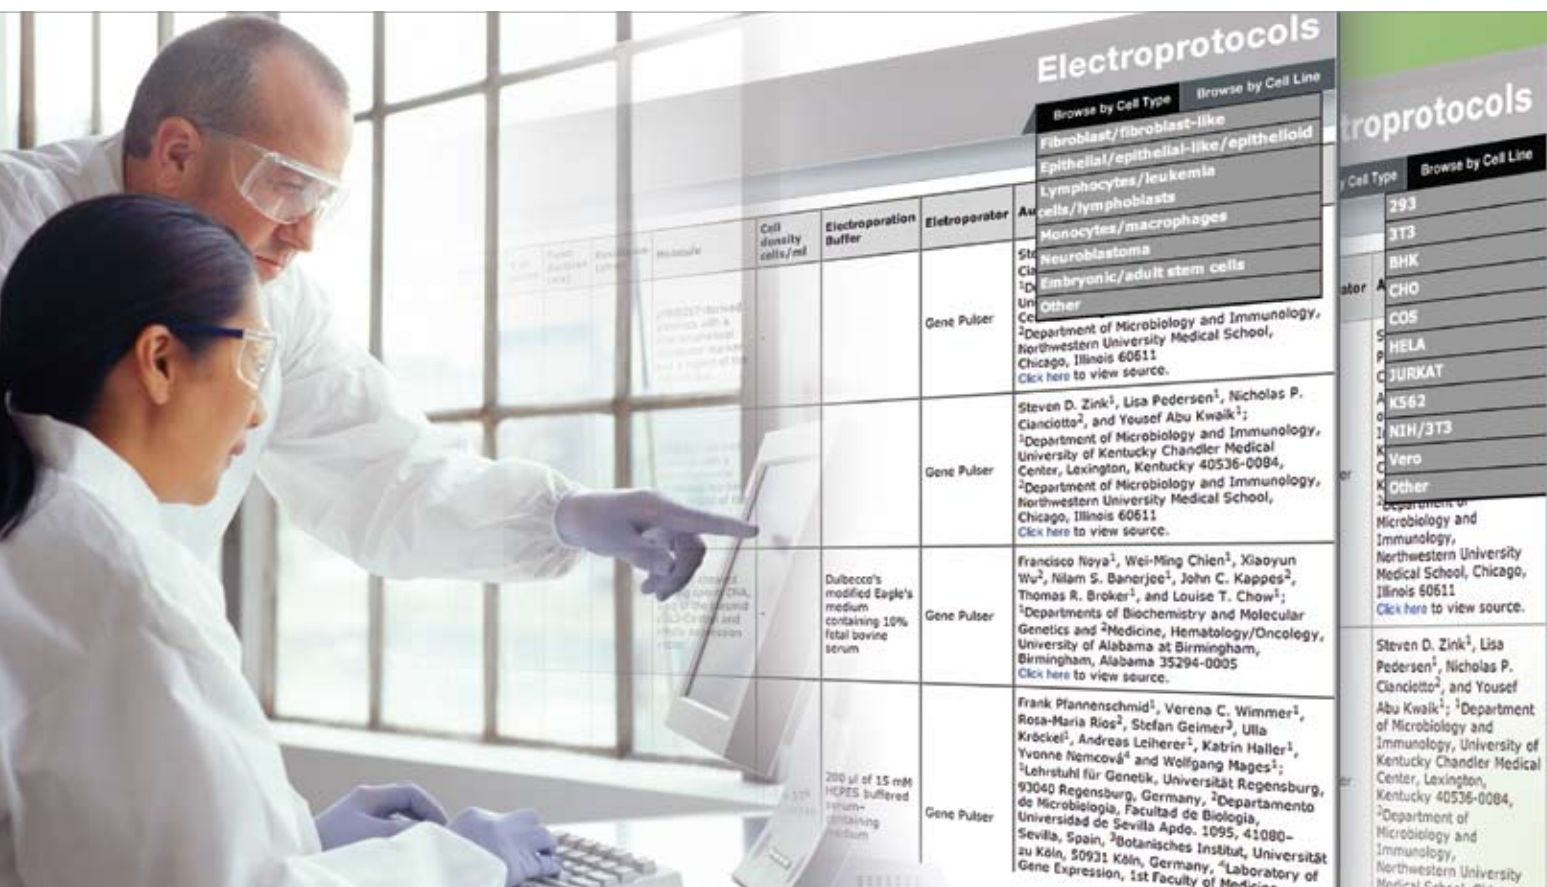 Electroprotocols
Browse by Cell Type
Browse by Cell Line
Fibroblast/fibroblast-like
Epithelial/epithelial-like/epithelioid
Lymphocytes/leukemia
cells/lymphoblasts
Monocytes/macrophages
Neuroblastoma
Embryonic/adult stem cells
Other
Molecule
Cell
density
cells/ml
Electroporation
Buffer
Eletroporator
Au
Gene Pulser
²Department of Microbiology and Immunology,
Northwestern University Medical School,
Chicago, Illinois 60611
Click here to view source.
Gene Pulser
Steven D. Zink¹, Lisa Pedersen¹, Nicholas P.
Cianciotto², and Yousef Abu Kwaik¹;
¹Department of Microbiology and Immunology,
University of Kentucky Chandler Medical
Center, Lexington, Kentucky 40536-0084,
²Department of Microbiology and Immunology,
Northwestern University Medical School,
Chicago, Illinois 60611
Click here to view source.
Dulbecco's
modified Eagle's
medium
containing 10%
fetal bovine
serum
Gene Pulser
Francisco Noya¹, Wei-Ming Chien¹, Xiaoyun
Wu², Nilam S. Banerjee¹, John C. Kappes²,
Thomas R. Broker¹, and Louise T. Chow¹;
¹Departments of Biochemistry and Molecular
Genetics and ²Medicine, Hematology/Oncology,
University of Alabama at Birmingham,
Birmingham, Alabama 35294-0005
Click here to view source.
200 µl of 15 mM
HEPES buffered
serum-
containing
medium
Gene Pulser
Frank Pfannenschmid¹, Verena C. Wimmer¹,
Rosa-Maria Rios², Stefan Geimer³, Ulla
Kröckel¹, Andreas Leiherer¹, Katrin Haller¹,
Yvonne Nemcová⁴ and Wolfgang Mages¹;
¹Lehrstuhl für Genetik, Universität Regensburg,
93040 Regensburg, Germany, ²Departamento
de Microbiologia, Facultad de Biologia,
Universidad de Sevilla Apdo. 1095, 41080–
Sevilla, Spain, ³Botanisches Institut, Universität
zu Köln, 50931 Köln, Germany, ⁴Laboratory of
Gene Expression, 1st Faculty of Medicine
troprotocols
y Cell Type
Browse by Cell Line
293
3T3
BHK
CHO
COS
HELA
JURKAT
K562
NIH/3T3
Vero
Other
²Department of
Microbiology and
Immunology,
Northwestern University
Medical School, Chicago,
Illinois 60611
Click here to view source.
Steven D. Zink¹, Lisa
Pedersen¹, Nicholas P.
Cianciotto², and Yousef
Abu Kwaik¹; ¹Department
of Microbiology and
Immunology, University of
Kentucky Chandler Medical
Center, Lexington,
Kentucky 40536-0084,
²Department of
Microbiology and
Immunology,
Northwestern University